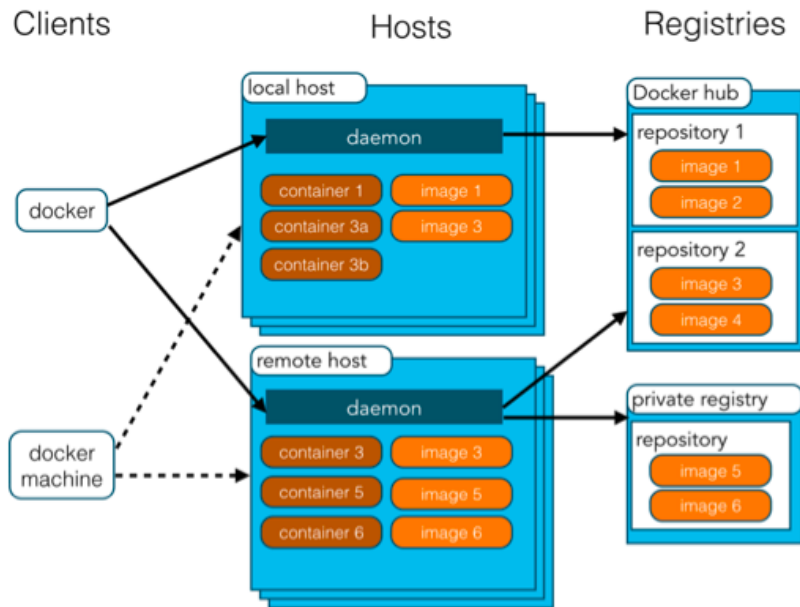 Clients
Hosts
Registries
docker
docker
machine
local host
daemon
container 1
image 1
container 3a
image 3
container 3b
remote host
daemon
container 3
image 3
container 5
image 5
container 6
image 6
Docker hub
repository 1
image 1
image 2
repository 2
image 3
image 4
private registry
repository
image 5
image 6